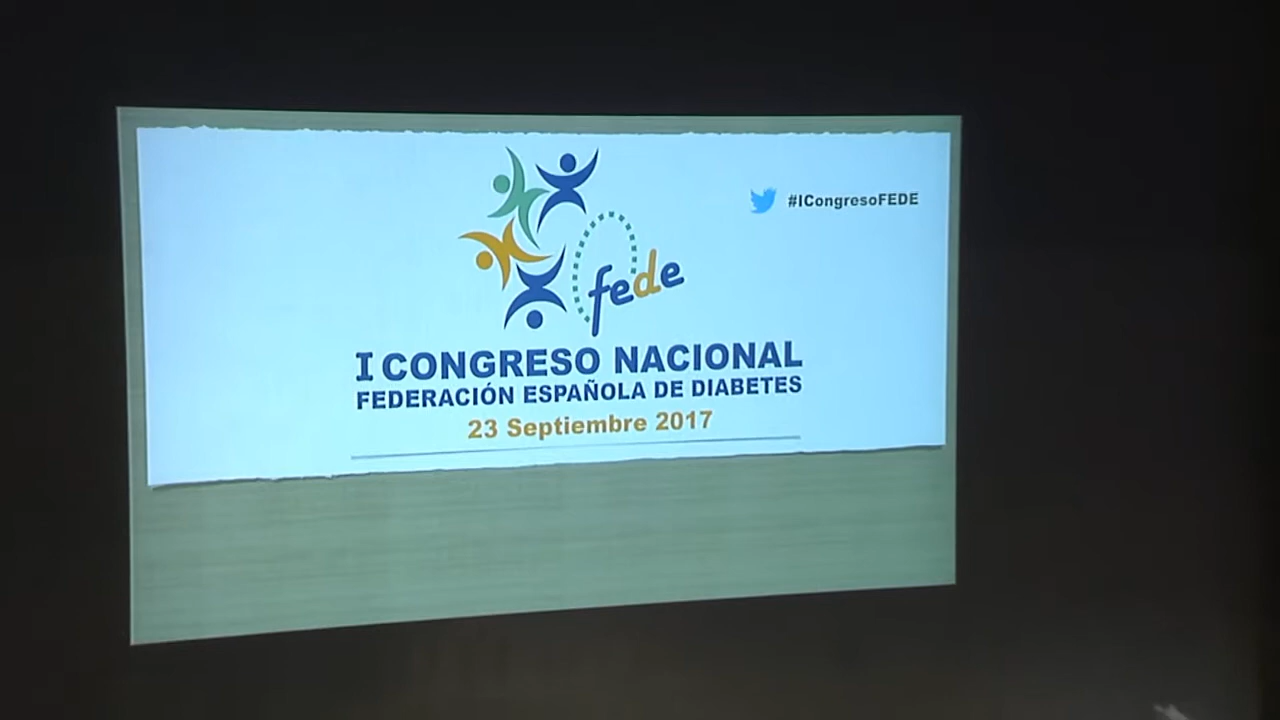 #ICongresoFEDE
fede
I CONGRESO NACIONAL
FEDERACIÓN ESPAÑOLA DE DIABETES
23 Septiembre 2017